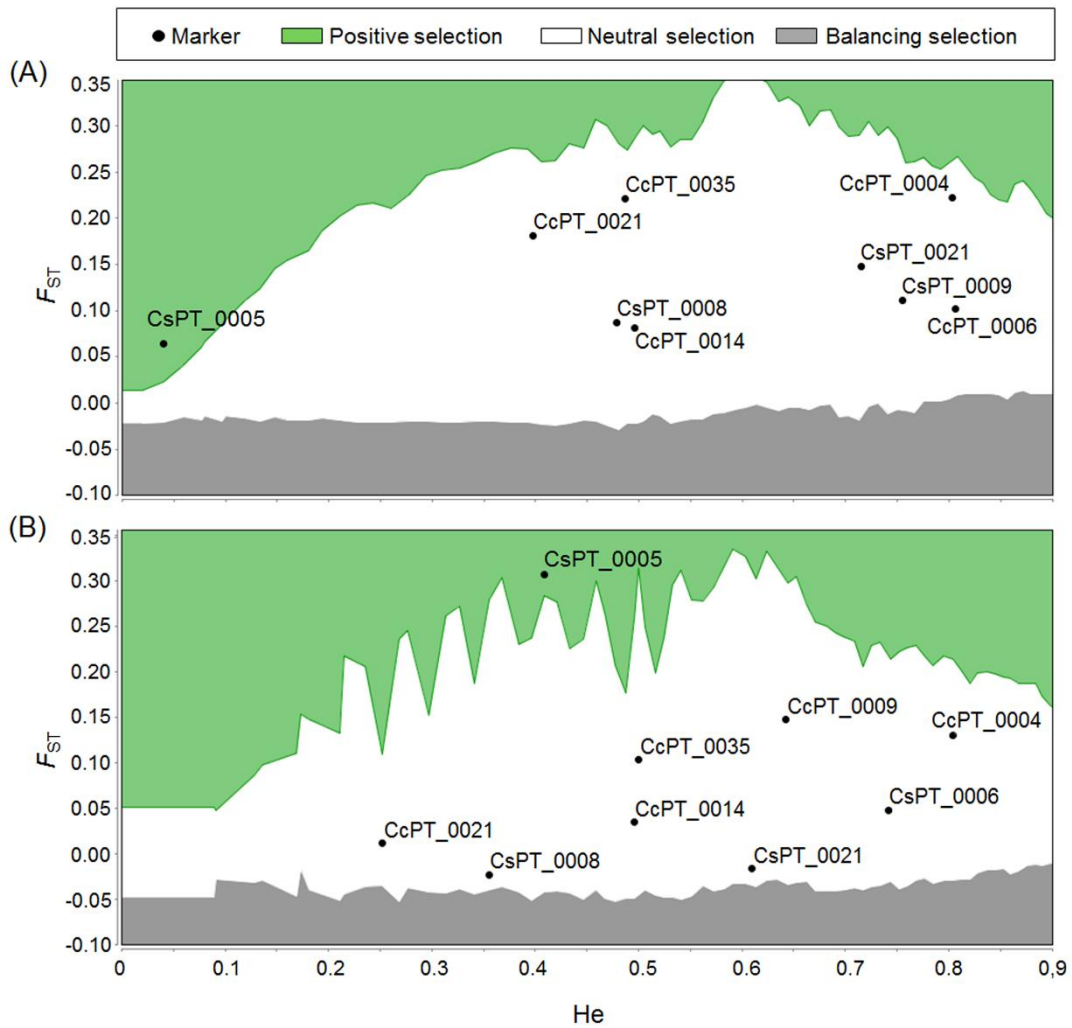 Marker Positive selection Neutral selection Balancing selection
(A)
0.35
0.30
0.25
0.20
0.15
0.10
0.05
0.00
-0.05
-0.10
FST
CcPT_0035
CcPT_0004
CcPT_0021
CsPT_0021
CsPT_0009
CsPT_0005
CsPT_0008
CcPT_0006
CcPT_0014
(B)
0.35
0.30
0.25
0.20
0.15
0.10
0.05
0.00
-0.05
-0.10
FST
CsPT_0005
CcPT_0009
CcPT_0004
CcPT_0035
CsPT_0006
CcPT_0014
CcPT_0021
CsPT_0008
CsPT_0021
0 0.1 0.2 0.3 0.4 0.5 0.6 0.7 0.8 0,9
He